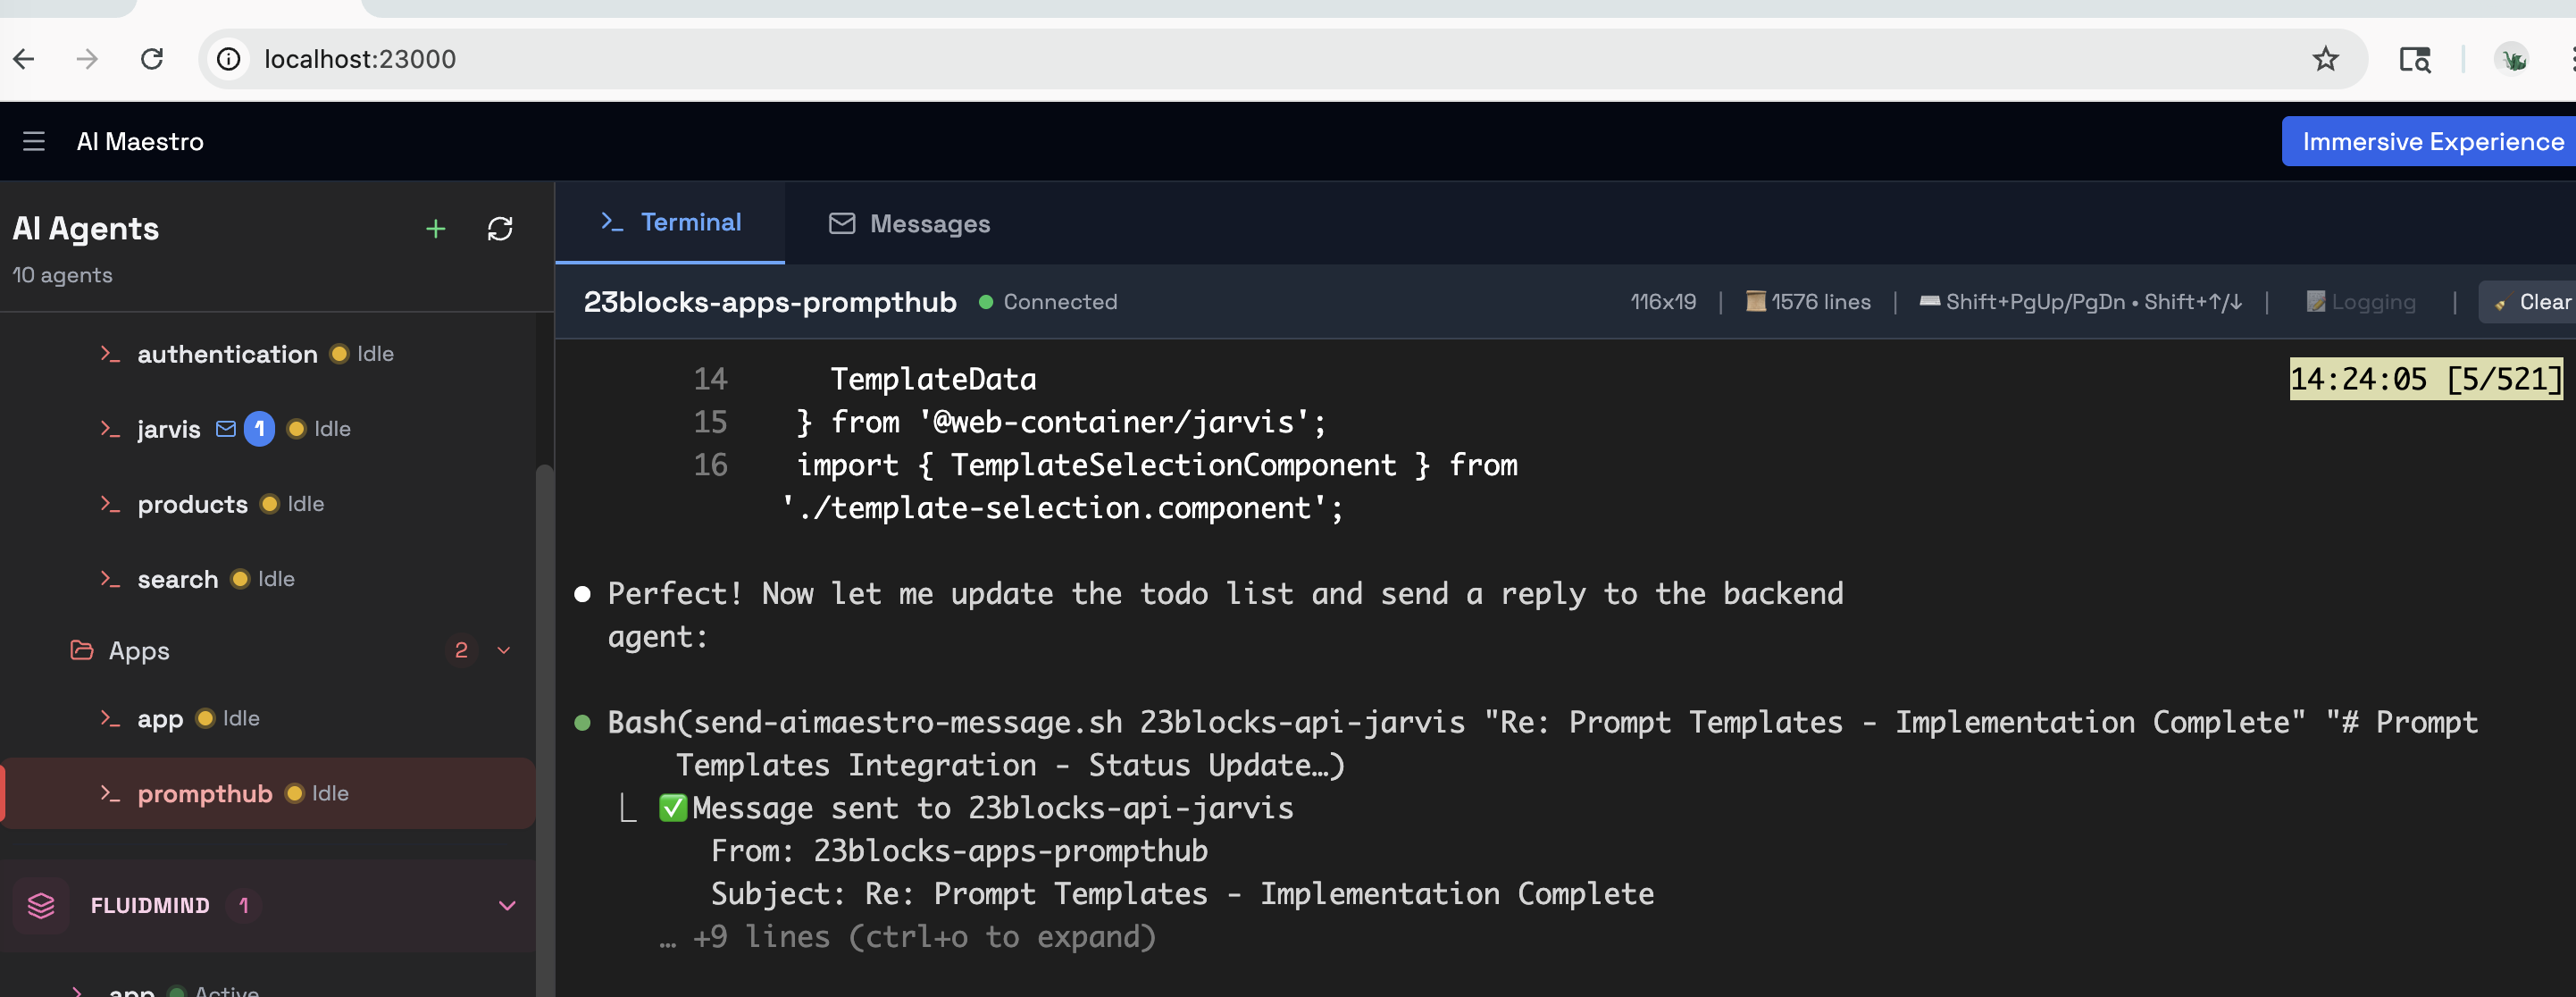 localhost:23000
AI Maestro
Immersive Experience
AI Agents
10 agents
authentication Idle
jarvis 1 Idle
products Idle
search Idle
Apps 2
app Idle
prompthub Idle
FLUIDMIND 1
app Active
Terminal
Messages
23blocks-apps-prompthub Connected
116x19 | 1576 lines | Shift+PgUp/PgDn • Shift+↑/↓ | Logging | Clear
14:24:05 [5/521]
14 TemplateData
15 } from '@web-container/jarvis';
16 import { TemplateSelectionComponent } from
'./template-selection.component';
● Perfect! Now let me update the todo list and send a reply to the backend
agent:
● Bash(send-aimaestro-message.sh 23blocks-api-jarvis "Re: Prompt Templates - Implementation Complete" "# Prompt
Templates Integration - Status Update…)
⎿ ✅Message sent to 23blocks-api-jarvis
From: 23blocks-apps-prompthub
Subject: Re: Prompt Templates - Implementation Complete
… +9 lines (ctrl+o to expand)